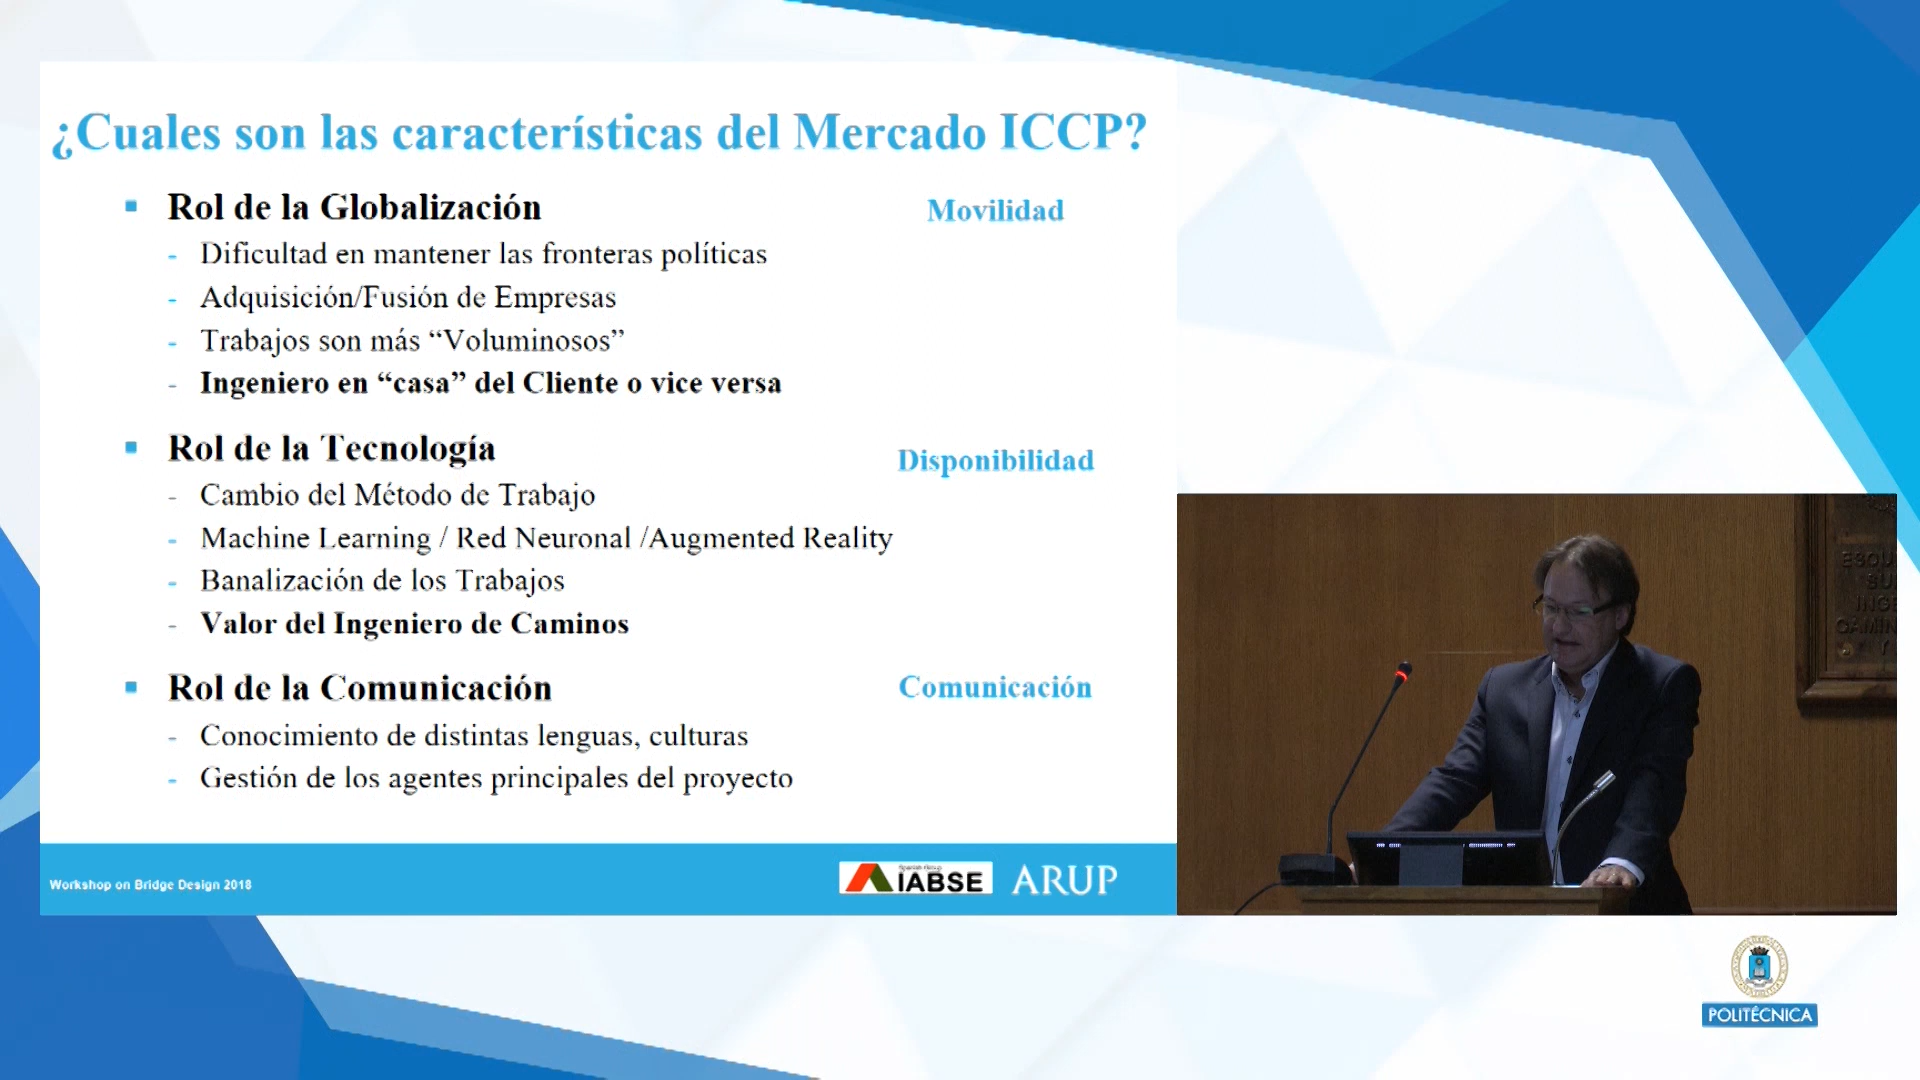 ¿Cuales son las características del Mercado ICCP?
Rol de la Globalización
Movilidad
- Dificultad en mantener las fronteras políticas
- Adquisición/Fusión de Empresas
- Trabajos son más “Voluminosos”
- Ingeniero en “casa” del Cliente o vice versa
Rol de la Tecnología
Disponibilidad
- Cambio del Método de Trabajo
- Machine Learning / Red Neuronal /Augmented Reality
- Banalización de los Trabajos
- Valor del Ingeniero de Caminos
Rol de la Comunicación
Comunicación
- Conocimiento de distintas lenguas, culturas
- Gestión de los agentes principales del proyecto
Workshop on Bridge Design 2018
Spanish Group
IABSE
ARUP
POLITÉCNICA